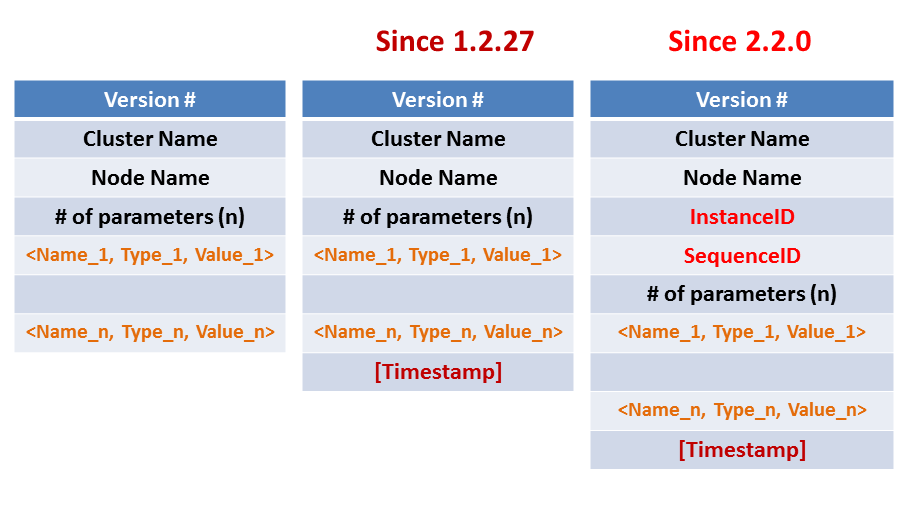 Since 1.2.27
Since 2.2.0
Version #
Cluster Name
Node Name
# of parameters (n)
<Name_1, Type_1, Value_1>
<Name_n, Type_n, Value_n>
Version #
Cluster Name
Node Name
# of parameters (n)
<Name_1, Type_1, Value_1>
<Name_n, Type_n, Value_n>
[Timestamp]
Version #
Cluster Name
Node Name
InstanceID
SequenceID
# of parameters (n)
<Name_1, Type_1, Value_1>
<Name_n, Type_n, Value_n>
[Timestamp]